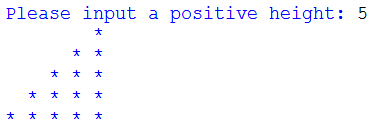 Please input a positive height: 5
        *
      * *
    * * *
  * * * *
* * * * *